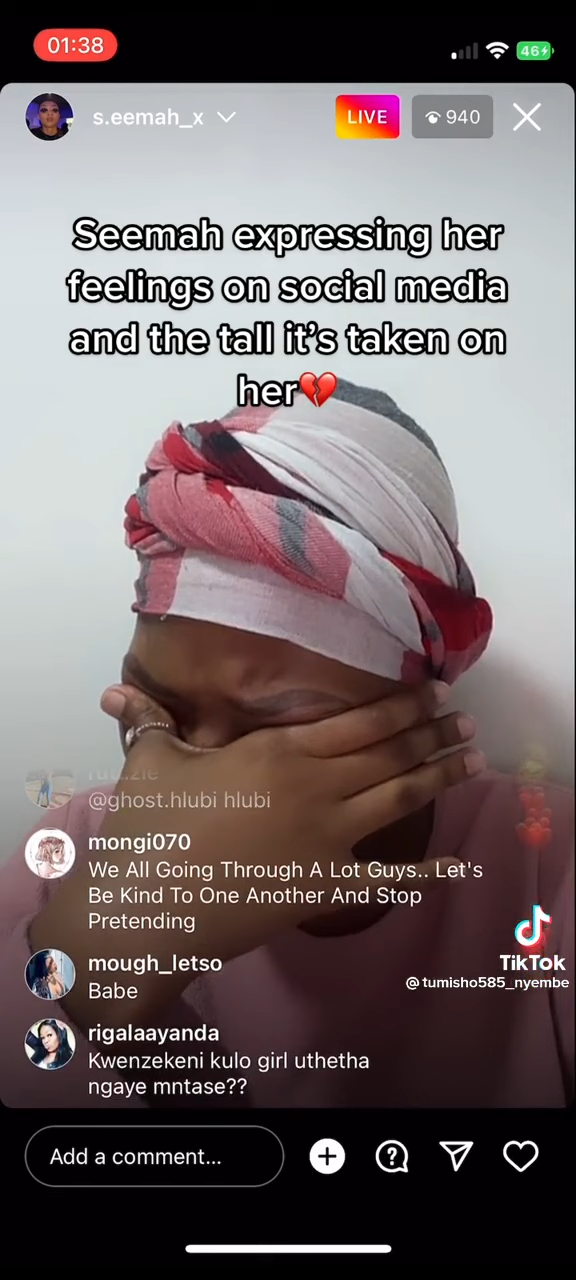 01:38
46
s.eemah_x
LIVE
940
Seemah expressing her
feelings on social media
and the tall it's taken on
her💔
@ghost.hlubi hlubi
mongi070
We All Going Through A Lot Guys.. Let's
Be Kind To One Another And Stop
Pretending
mough_letso
Babe
rigalaayanda
Kwenzekeni kulo girl uthetha
ngaye mntase??
TikTok
@tumisho585_nyembe
Add a comment...